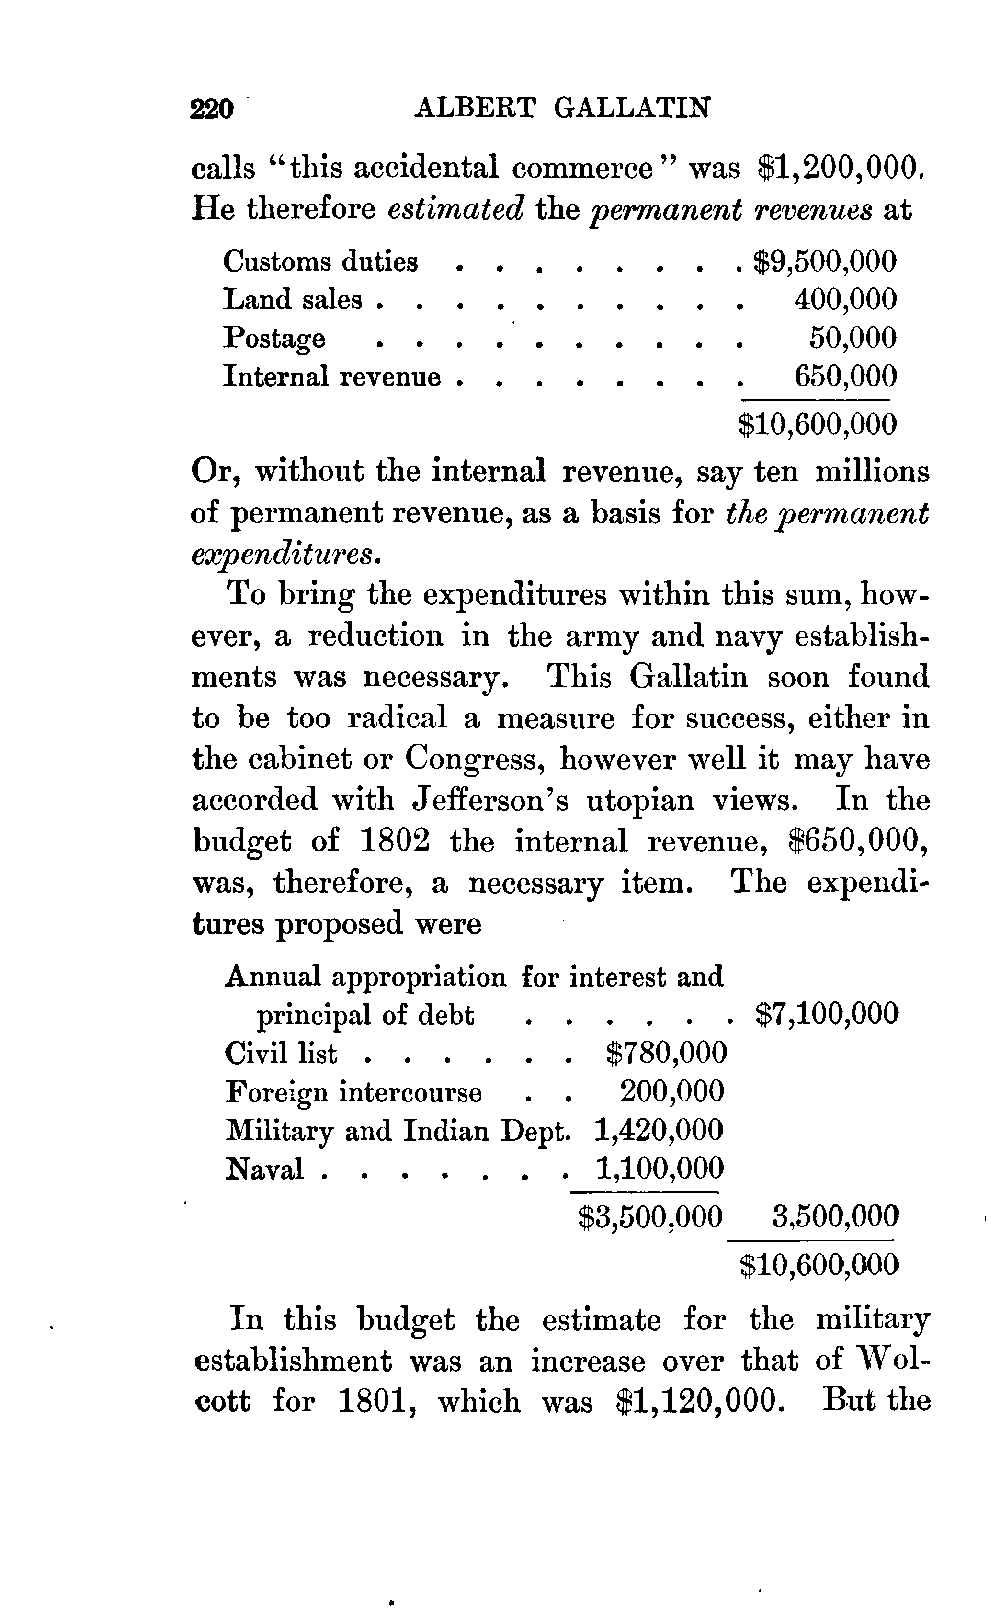 220 ALBERT GALLATIN
calls "this accidental commerce" was $1,200,000.
He therefore estimated the permanent revenues at
Customs duties . . . . . . . . $9,500,000
Land sales . . . . . . . . . . 400,000
Postage . . . . . . . . . . 50,000
Internal revenue . . . . . . . . 650,000
$10,600,000
Or, without the internal revenue, say ten millions
of permanent revenue, as a basis for the permanent
expenditures.
To bring the expenditures within this sum, how-
ever, a reduction in the army and navy establish-
ments was necessary. This Gallatin soon found
to be too radical a measure for success, either in
the cabinet or Congress, however well it may have
accorded with Jefferson's utopian views. In the
budget of 1802 the internal revenue, $650,000,
was, therefore, a necessary item. The expendi-
tures proposed were
Annual appropriation for interest and
principal of debt . . . . . . $7,100,000
Civil list . . . . . . $780,000
Foreign intercourse . . 200,000
Military and Indian Dept. 1,420,000
Naval . . . . . . . 1,100,000
$3,500,000 3,500,000
$10,600,000
In this budget the estimate for the military
establishment was an increase over that of Wol-
cott for 1801, which was $1,120,000. But the